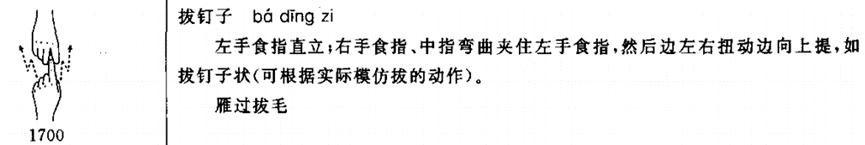 拔钉子 bá dīng zi
左手食指直立;右手食指、中指弯曲夹住左手食指,然后边左右扭动边向上提,如
拔钉子状(可根据实际模仿拔的动作)。
雁过拔毛
1700